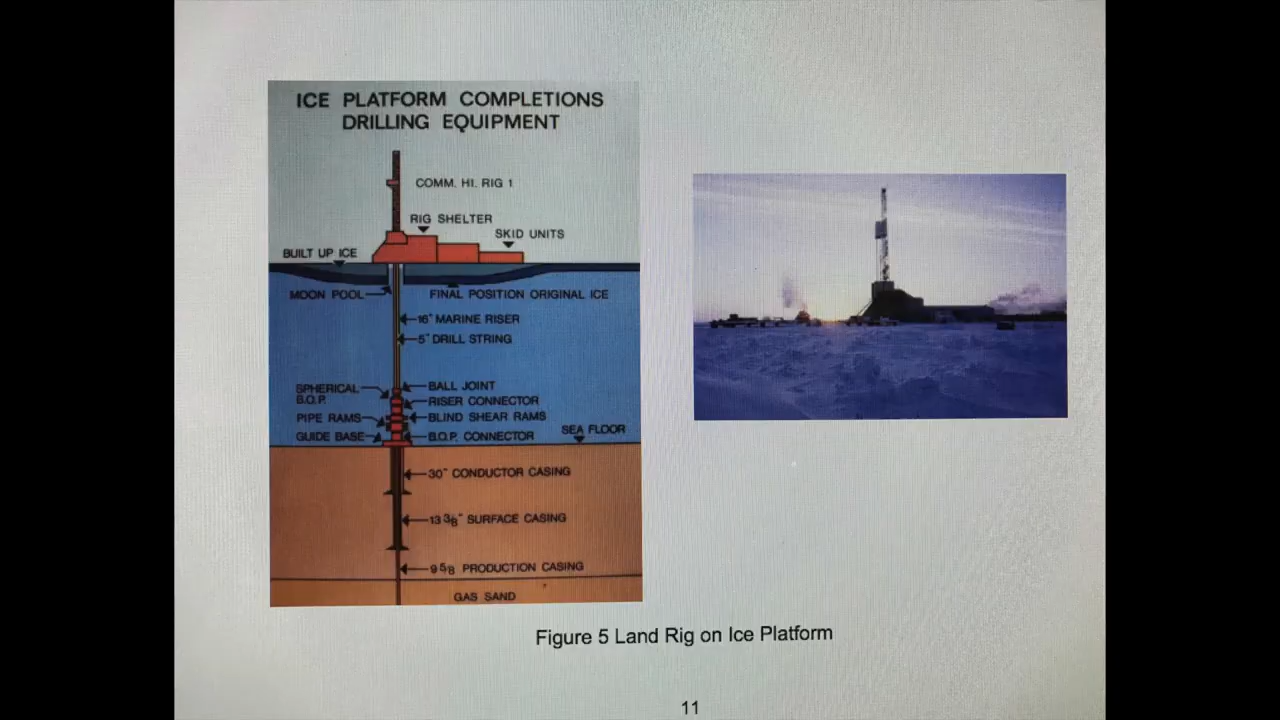 ICE PLATFORM COMPLETIONS
DRILLING EQUIPMENT
COMM. HI. RIG 1
RIG SHELTER
SKID UNITS
BUILT UP ICE
MOON POOL
FINAL POSITION ORIGINAL ICE
16" MARINE RISER
5" DRILL STRING
SPHERICAL
B.O.P.
BALL JOINT
RISER CONNECTOR
PIPE RAMS
BLIND SHEAR RAMS
GUIDE BASE
B.O.P. CONNECTOR
SEA FLOOR
30" CONDUCTOR CASING
13 3/8" SURFACE CASING
9 5/8 PRODUCTION CASING
GAS SAND
Figure 5 Land Rig on Ice Platform
11